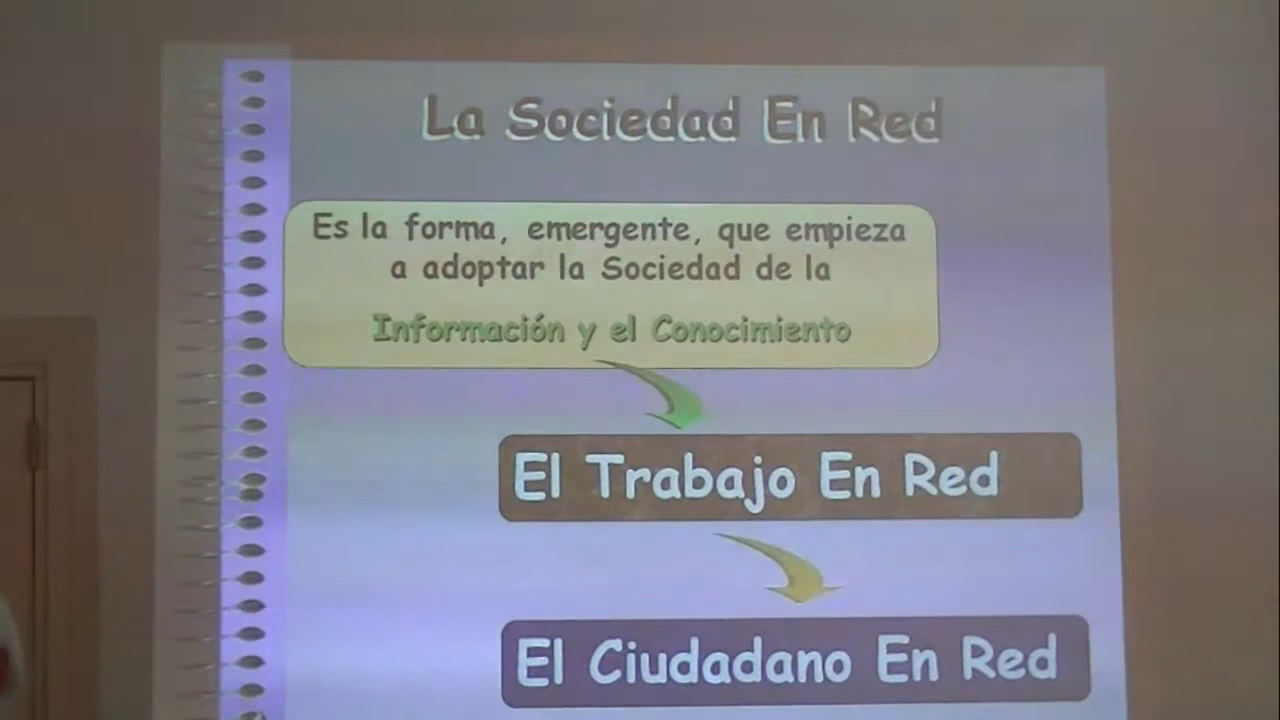 La Sociedad En Red
Es la forma, emergente, que empieza
a adoptar la Sociedad de la
Información y el Conocimiento
El Trabajo En Red
El Ciudadano En Red